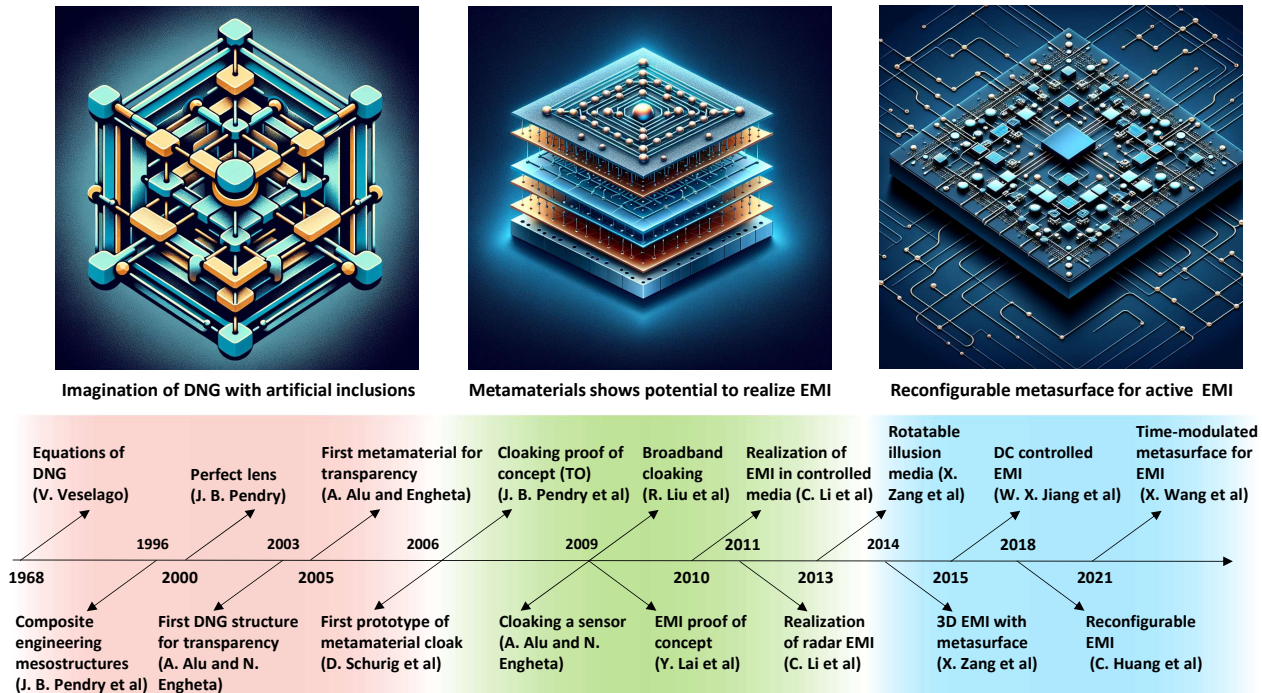 Imagination of DNG with artificial inclusions
Metamaterials shows potential to realize EMI
Reconfigurable metasurface for active EMI
Equations of
DNG
(V. Veselago)
Perfect lens
(J. B. Pendry)
First metamaterial for
transparency
(A. Alu and Engheta)
Cloaking proof of
concept (TO)
(J. B. Pendry et al)
Broadband
cloaking
(R. Liu et al)
Realization of
EMI in controlled
media (C. Li et al)
Rotatable
illusion
media (X.
Zang et al)
DC controlled
EMI
(W. X. Jiang et al)
Time-modulated
metasurface for
EMI
(X. Wang et al)
1996
2003
2006
2009
2011
2014
2018
1968
2000
2005
2010
2013
2015
2021
Composite
engineering
mesostructures
(J. B. Pendry et al)
First DNG structure
for transparency
(A. Alu and N.
Engheta)
First prototype of
metamaterial cloak
(D. Schurig et al)
Cloaking a sensor
(A. Alu and N.
Engheta)
EMI proof of
concept
(Y. Lai et al)
Realization
of radar EMI
(C. Li et al)
3D EMI with
metasurface
(X. Zang et al)
Reconfigurable
EMI
(C. Huang et al)